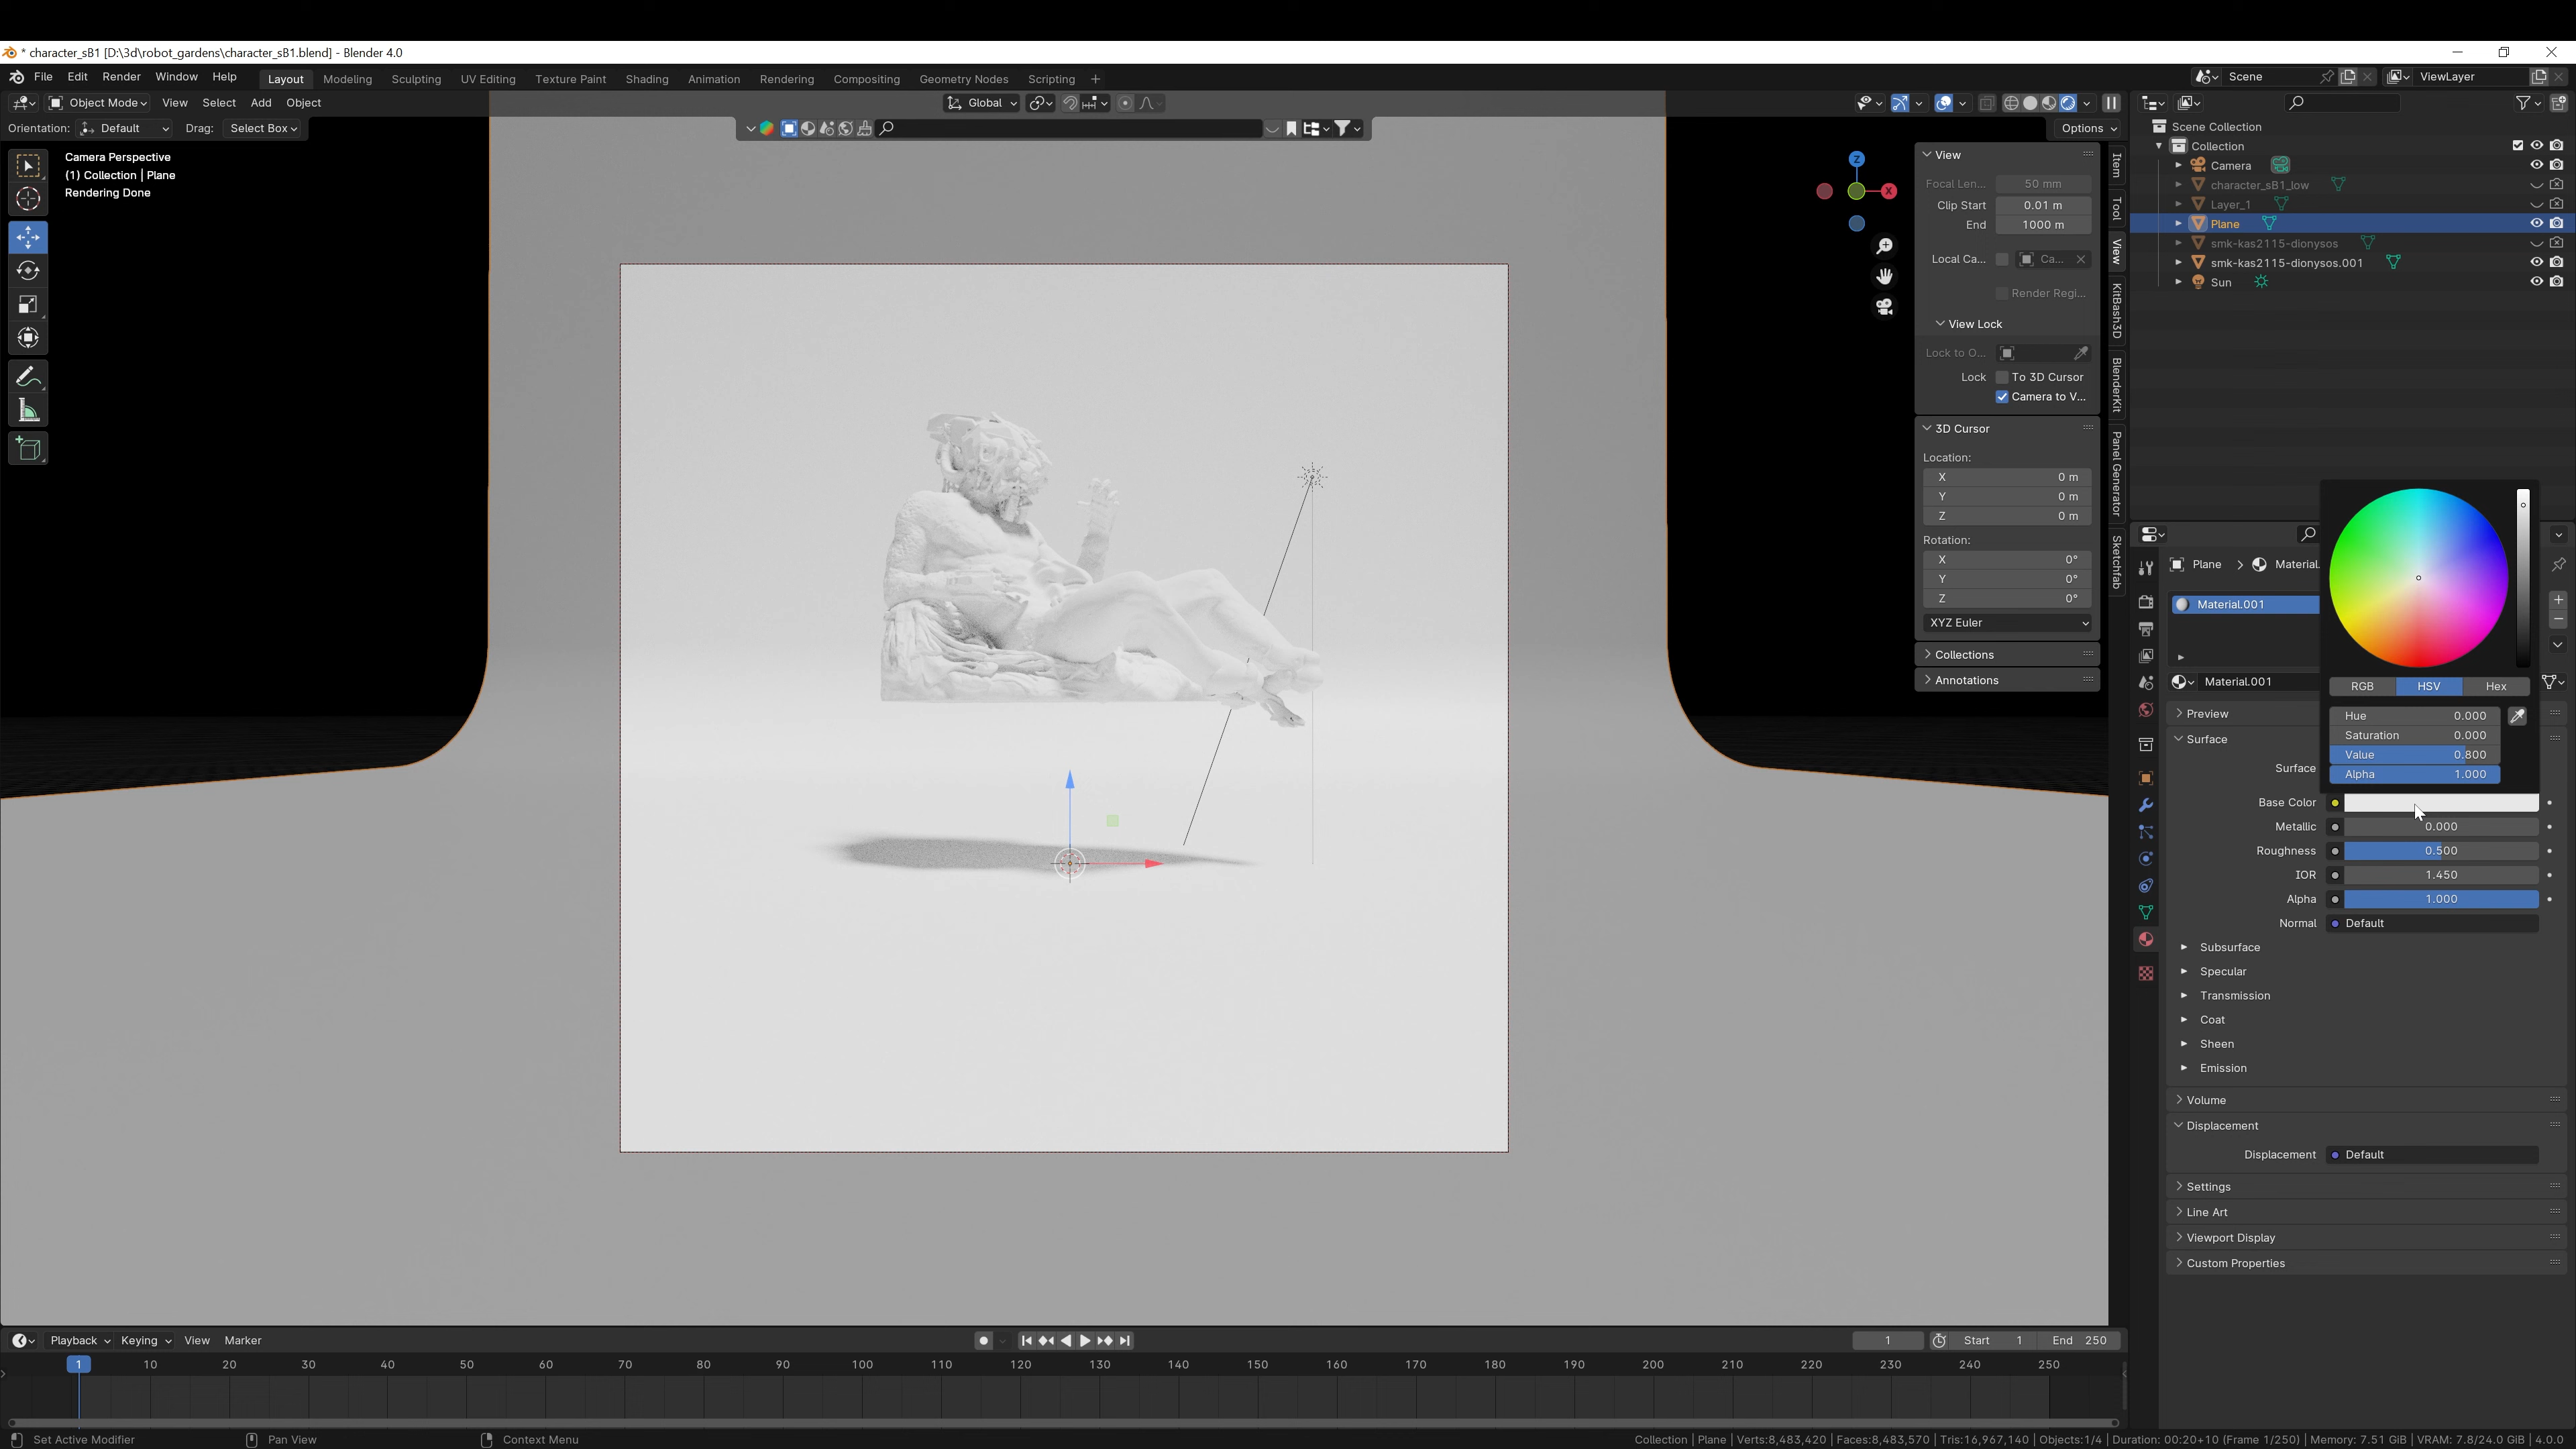 * character_sB1 [D:\3d\robot_gardens\character_sB1.blend] - Blender 4.0
File Edit Render Window Help Layout Modeling Sculpting UV Editing Texture Paint Shading Animation Rendering Compositing Geometry Nodes Scripting + Scene ViewLayer
Object Mode View Select Add Object Global
Orientation: Default Drag: Select Box Options
Camera Perspective
(1) Collection | Plane
Rendering Done
Z
X
View
Focal Len... 50 mm
Clip Start 0.01 m
End 1000 m
Local Ca... Ca...
Render Regi...
View Lock
Lock to O...
Lock To 3D Cursor
Camera to V...
3D Cursor
Location:
X 0 m
Y 0 m
Z 0 m
Rotation:
X 0°
Y 0°
Z 0°
XYZ Euler
Collections
Annotations
Item
Tool
View
KitBash3D
BlenderKit
Panel Generator
Sketchfab
Scene Collection
Collection
Camera
character_sB1_low
Layer_1
Plane
smk-kas2115-dionysos
smk-kas2115-dionysos.001
Sun
Plane > Material.
Material.001
Material.001
RGB HSV Hex
Hue 0.000
Saturation 0.000
Value 0.800
Alpha 1.000
Preview
Surface
Surface
Base Color
Metallic 0.000
Roughness 0.500
IOR 1.450
Alpha 1.000
Normal Default
Subsurface
Specular
Transmission
Coat
Sheen
Emission
Volume
Displacement
Displacement Default
Settings
Line Art
Viewport Display
Custom Properties
Playback Keying View Marker 1 Start 1 End 250
1 10 20 30 40 50 60 70 80 90 100 110 120 130 140 150 160 170 180 190 200 210 220 230 240 250
Set Active Modifier Pan View Context Menu Collection | Plane | Verts:8,483,420 | Faces:8,483,570 | Tris:16,967,140 | Objects:1/4 | Duration: 00:20+10 (Frame 1/250) | Memory: 7.51 GiB | VRAM: 7.8/24.0 GiB | 4.0.0